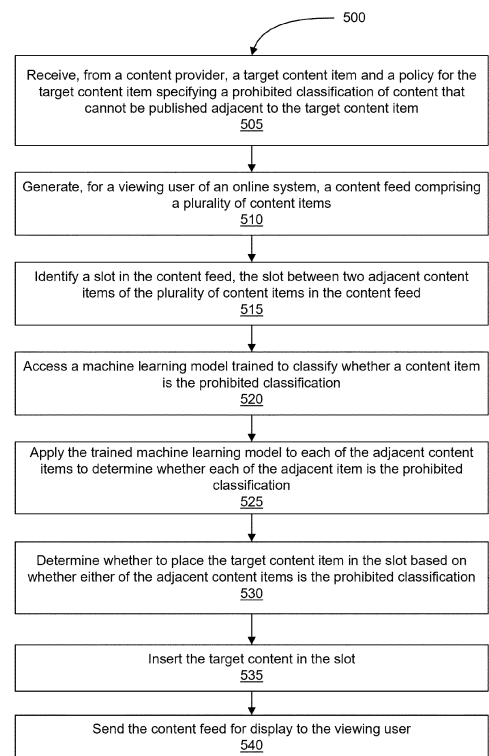 500
Receive, from a content provider, a target content item and a policy for the
target content item specifying a prohibited classification of content that
cannot be published adjacent to the target content item
505
Generate, for a viewing user of an online system, a content feed comprising
a plurality of content items
510
Identify a slot in the content feed, the slot between two adjacent content
items of the plurality of content items in the content feed
515
Access a machine learning model trained to classify whether a content item
is the prohibited classification
520
Apply the trained machine learning model to each of the adjacent content
items to determine whether each of the adjacent item is the prohibited
classification
525
Determine whether to place the target content item in the slot based on
whether either of the adjacent content items is the prohibited classification
530
Insert the target content in the slot
535
Send the content feed for display to the viewing user
540